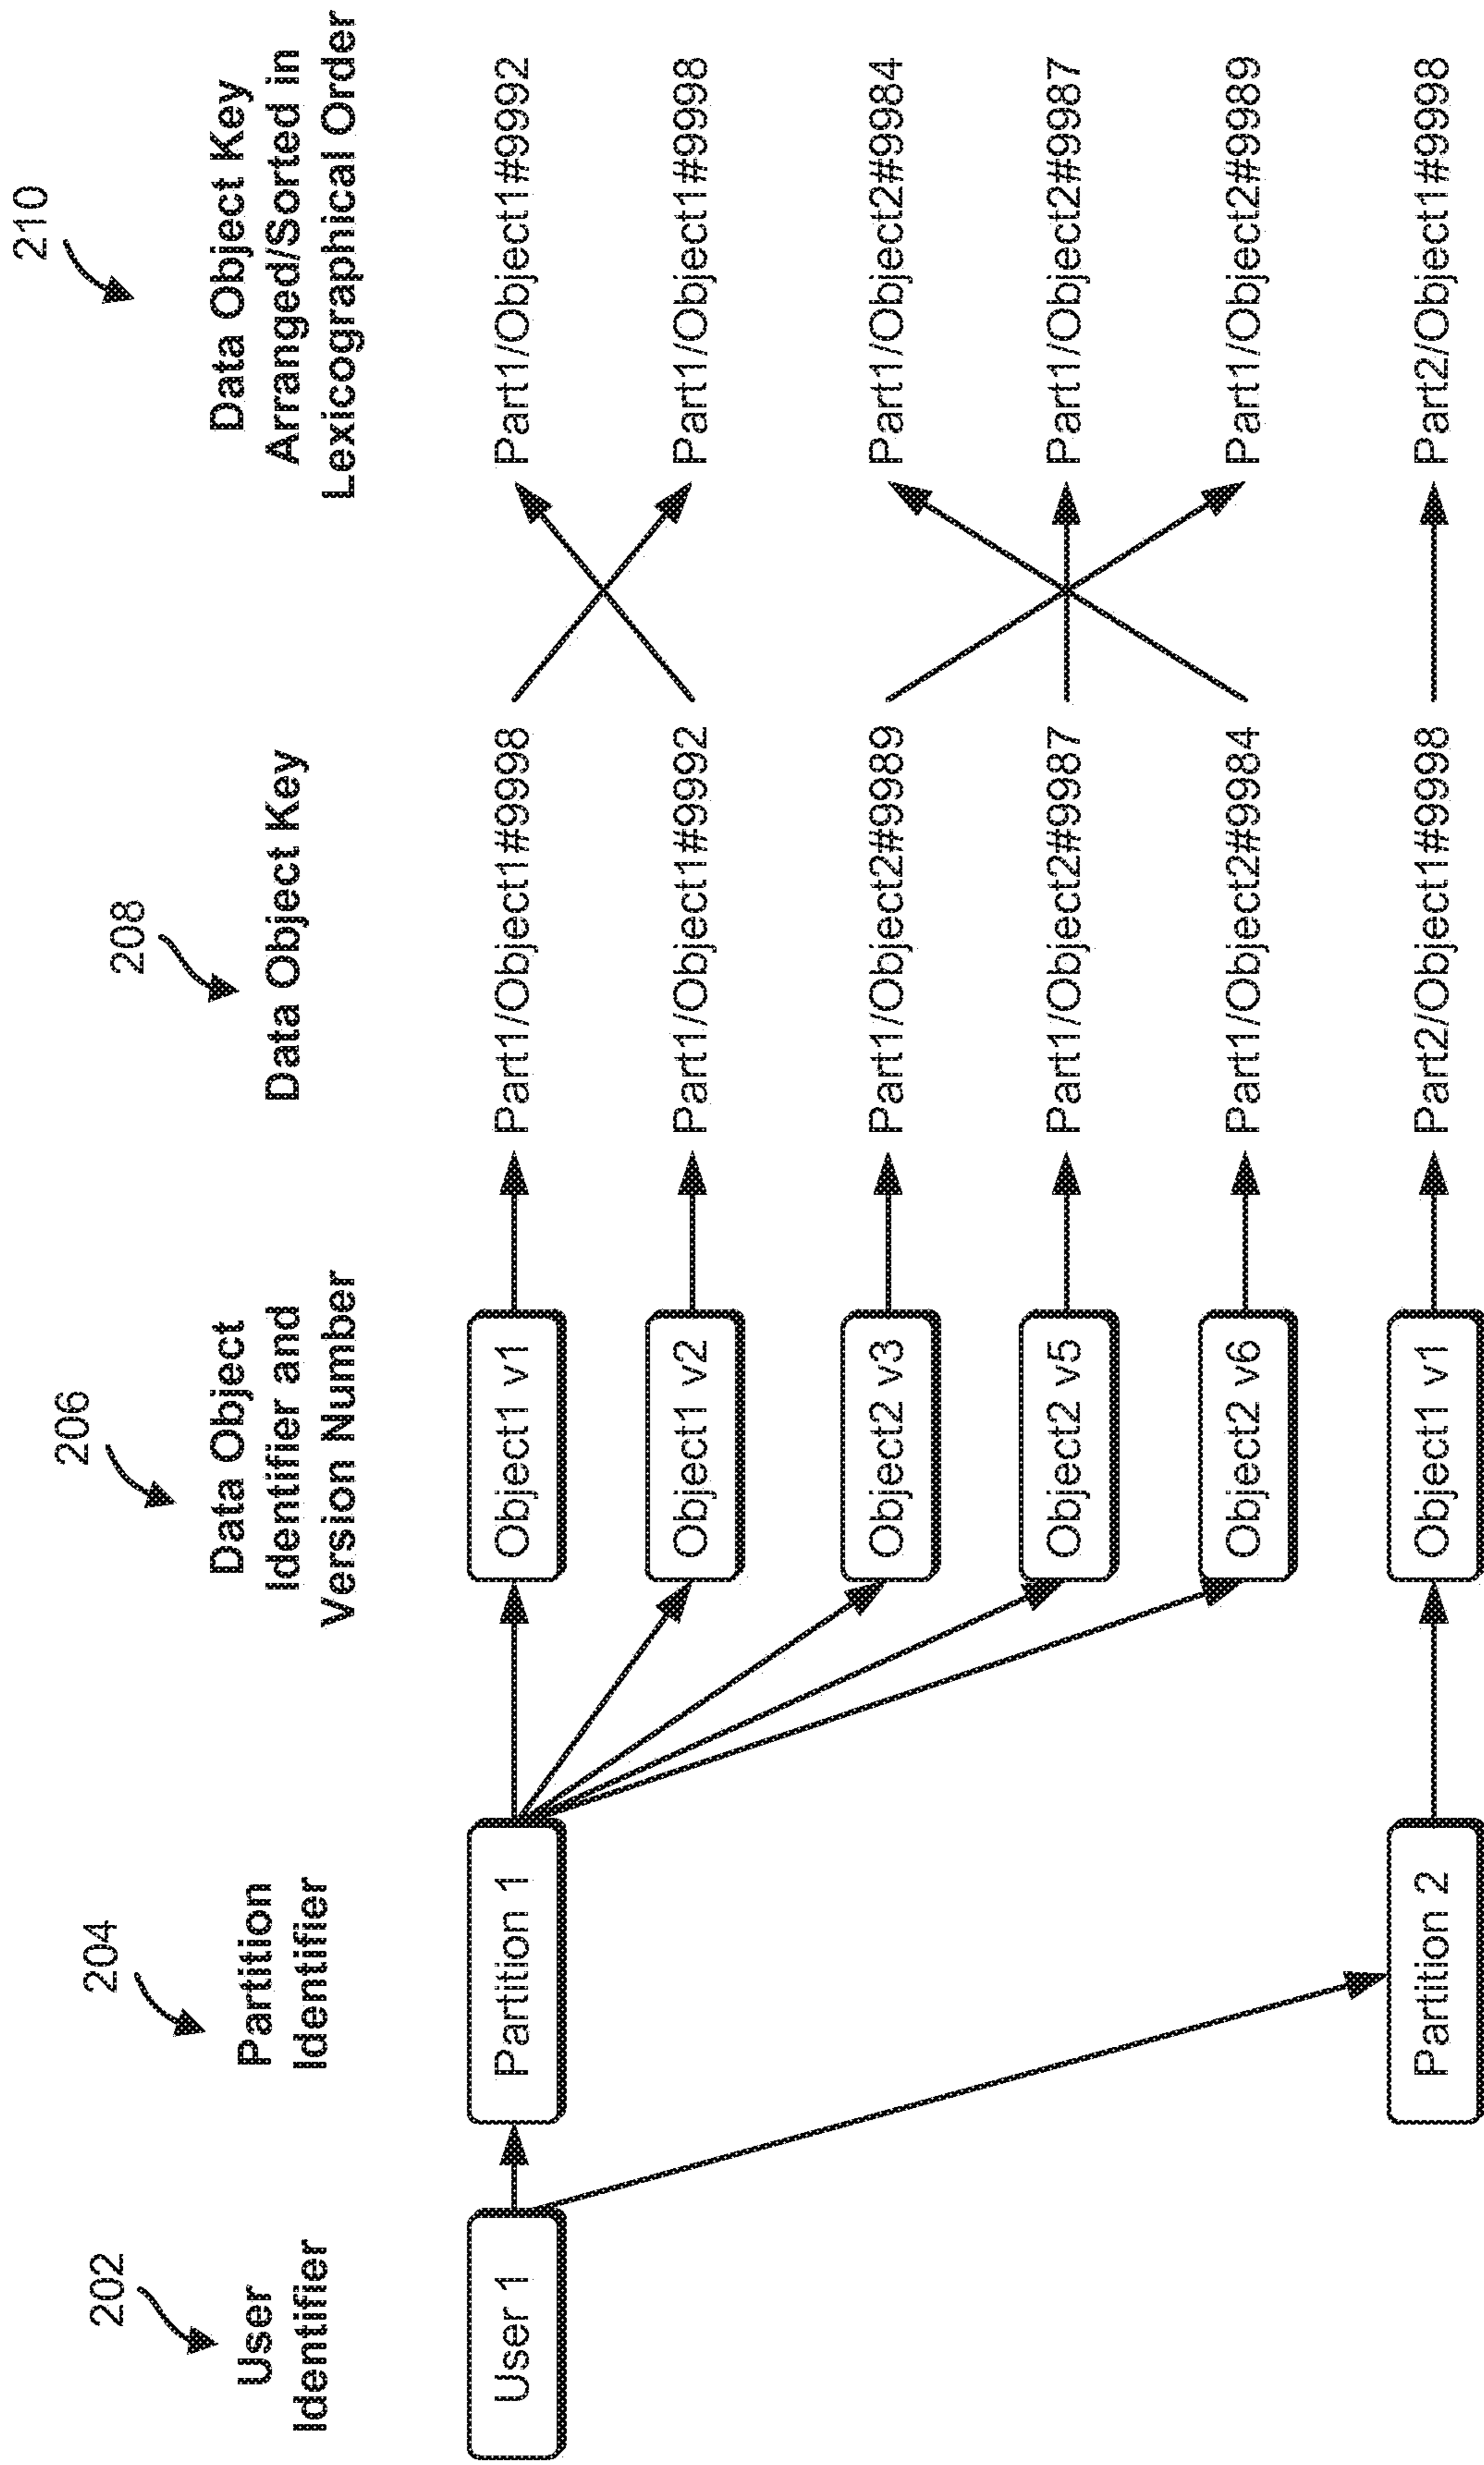 202
User
Identifier
User 1
204
Partition
Identifier
Partition 1
Partition 2
206
Data Object
Identifier and
Version Number
Object1 v1
Object1 v2
Object2 v3
Object2 v5
Object2 v6
Object1 v1
208
Data Object Key
Part1/Object1#9998
Part1/Object1#9992
Part1/Object2#9989
Part1/Object2#9987
Part1/Object2#9984
Part2/Object1#9998
210
Data Object Key
Arranged/Sorted in
Lexicographical Order
Part1/Object1#9992
Part1/Object1#9998
Part1/Object2#9984
Part1/Object2#9987
Part1/Object2#9989
Part2/Object1#9998